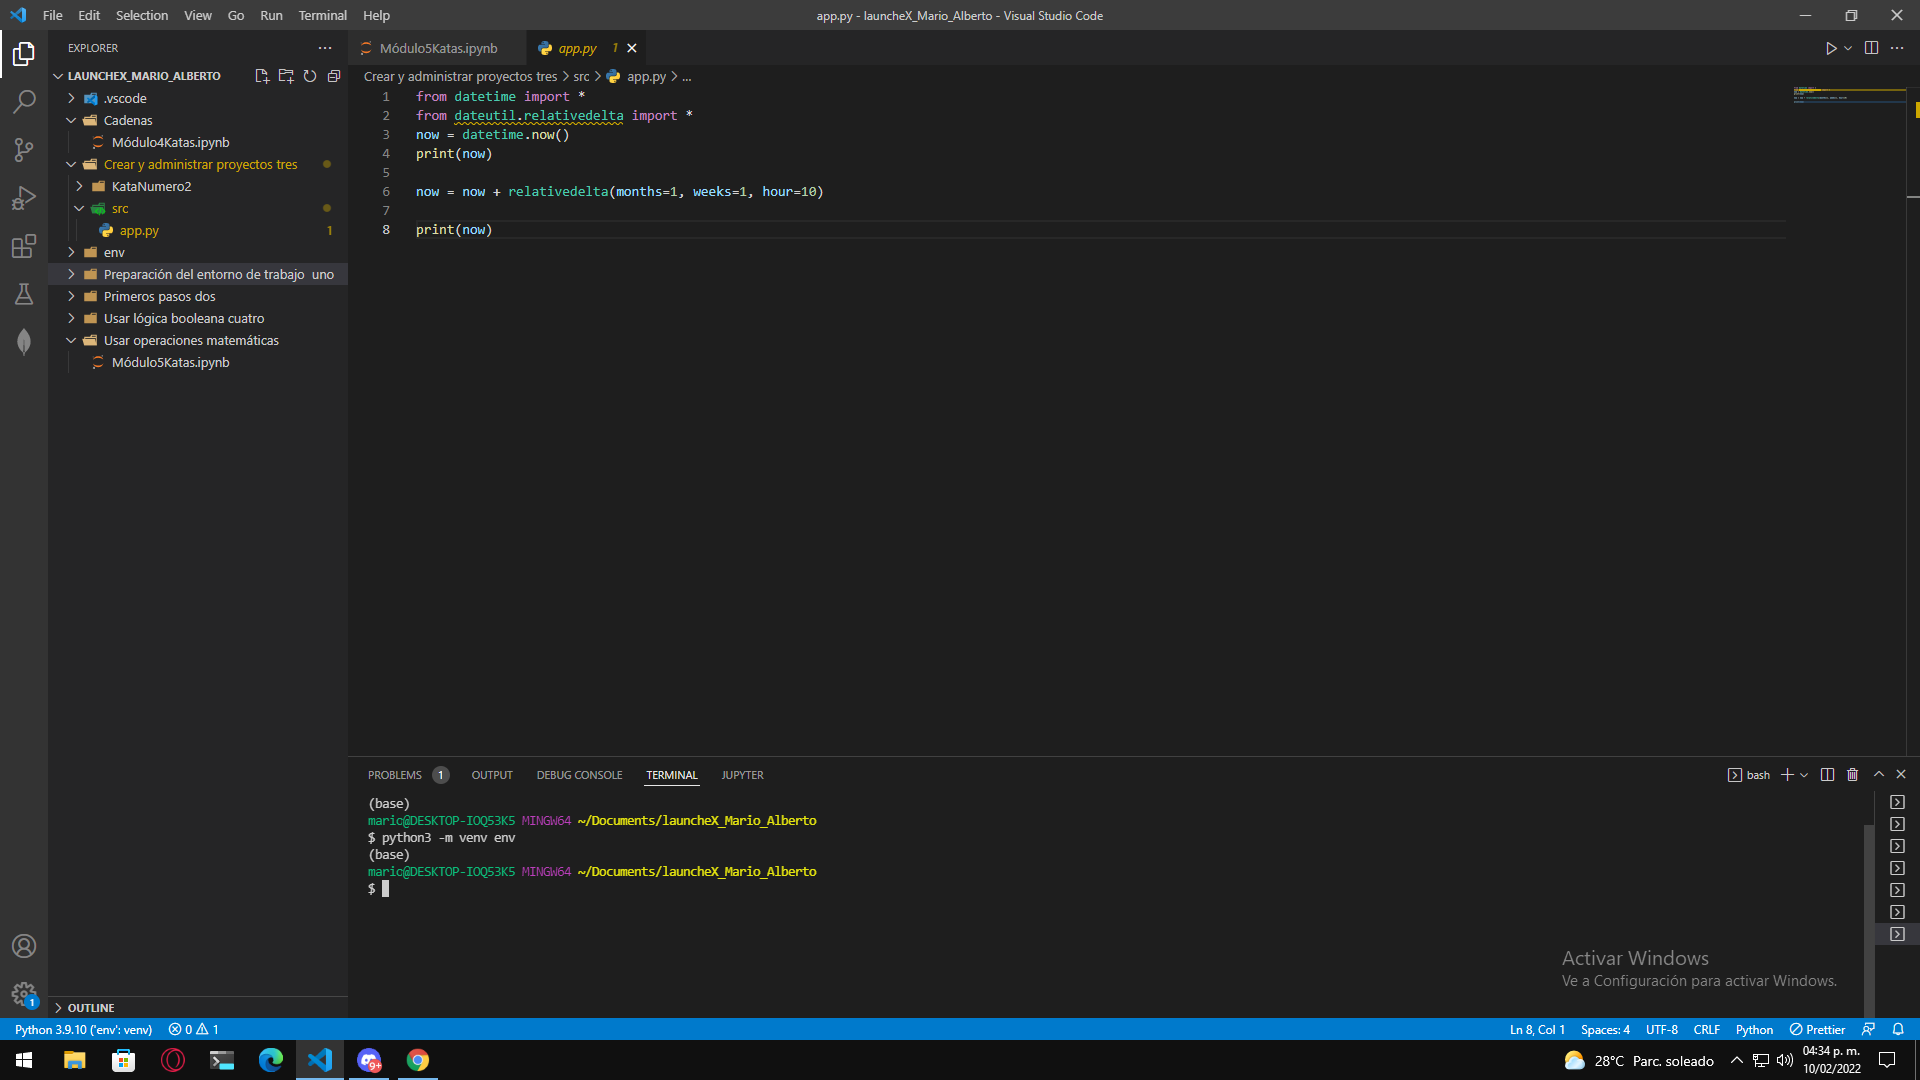 File Edit Selection View Go Run Terminal Help
app.py - launcheX_Mario_Alberto - Visual Studio Code
EXPLORER
LAUNCHEX_MARIO_ALBERTO
.vscode
Cadenas
Módulo4Katas.ipynb
Crear y administrar proyectos tres
KataNumero2
src
app.py 1
env
Preparación del entorno de trabajo uno
Primeros pasos dos
Usar lógica booleana cuatro
Usar operaciones matemáticas
Módulo5Katas.ipynb
OUTLINE
Módulo5Katas.ipynb
app.py 1
Crear y administrar proyectos tres > src > app.py > ...
1 from datetime import *
2 from dateutil.relativedelta import *
3 now = datetime.now()
4 print(now)
5
6 now = now + relativedelta(months=1, weeks=1, hour=10)
7
8 print(now)
PROBLEMS 1 OUTPUT DEBUG CONSOLE TERMINAL JUPYTER
bash
(base)
mario@DESKTOP-IOQ53K5 MINGW64 ~/Documents/launcheX_Mario_Alberto
$ python3 -m venv env
(base)
mario@DESKTOP-IOQ53K5 MINGW64 ~/Documents/launcheX_Mario_Alberto
$
Activar Windows
Ve a Configuración para activar Windows.
1
Python 3.9.10 ('env': venv) 0 1
Ln 8, Col 1 Spaces: 4 UTF-8 CRLF Python Prettier
9+
28°C Parc. soleado
04:34 p. m.
10/02/2022